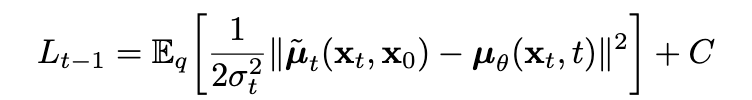 L_{t-1} = \mathbb{E}_q \left[ \frac{1}{2\sigma_t^2} \| \tilde{\boldsymbol{\mu}}_t(\mathbf{x}_t, \mathbf{x}_0) - \boldsymbol{\mu}_\theta(\mathbf{x}_t, t) \|^2 \right] + C